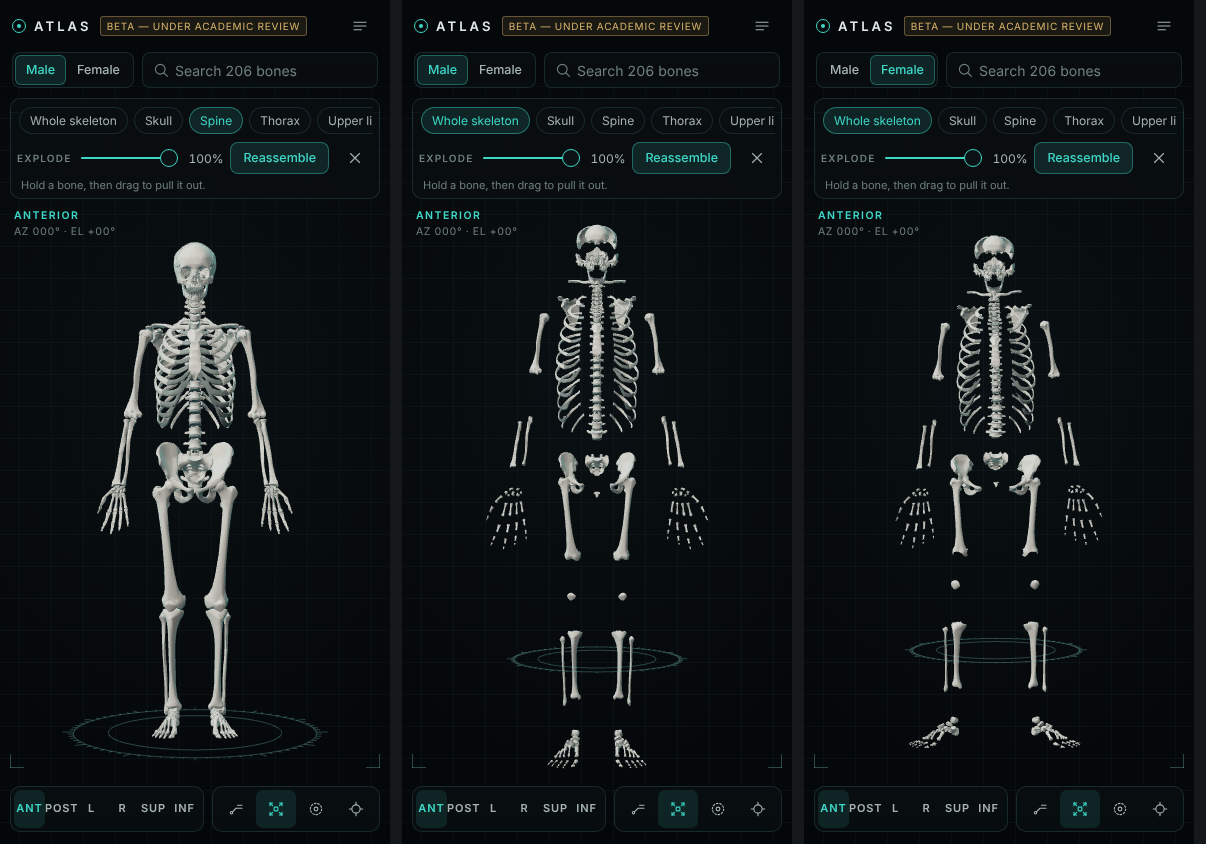 ATLAS BETA — UNDER ACADEMIC REVIEW
Male Female Search 206 bones
Whole skeleton Skull Spine Thorax Upper li
EXPLODE 100% Reassemble
Hold a bone, then drag to pull it out.
ANTERIOR
AZ 000° · EL +00°
ANT POST L R SUP INF
ATLAS BETA — UNDER ACADEMIC REVIEW
Male Female Search 206 bones
Whole skeleton Skull Spine Thorax Upper li
EXPLODE 100% Reassemble
Hold a bone, then drag to pull it out.
ANTERIOR
AZ 000° · EL +00°
ANT POST L R SUP INF
ATLAS BETA — UNDER ACADEMIC REVIEW
Male Female Search 206 bones
Whole skeleton Skull Spine Thorax Upper li
EXPLODE 100% Reassemble
Hold a bone, then drag to pull it out.
ANTERIOR
AZ 000° · EL +00°
ANT POST L R SUP INF